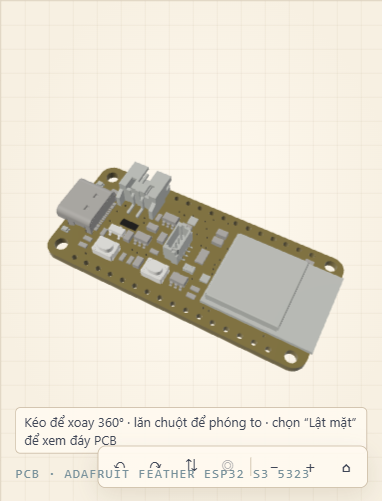 Kéo để xoay 360° · lăn chuột để phóng to · chọn “Lật mặt”
để xem đáy PCB
PCB · ADAFRUIT FEATHER ESP32 S3 5323